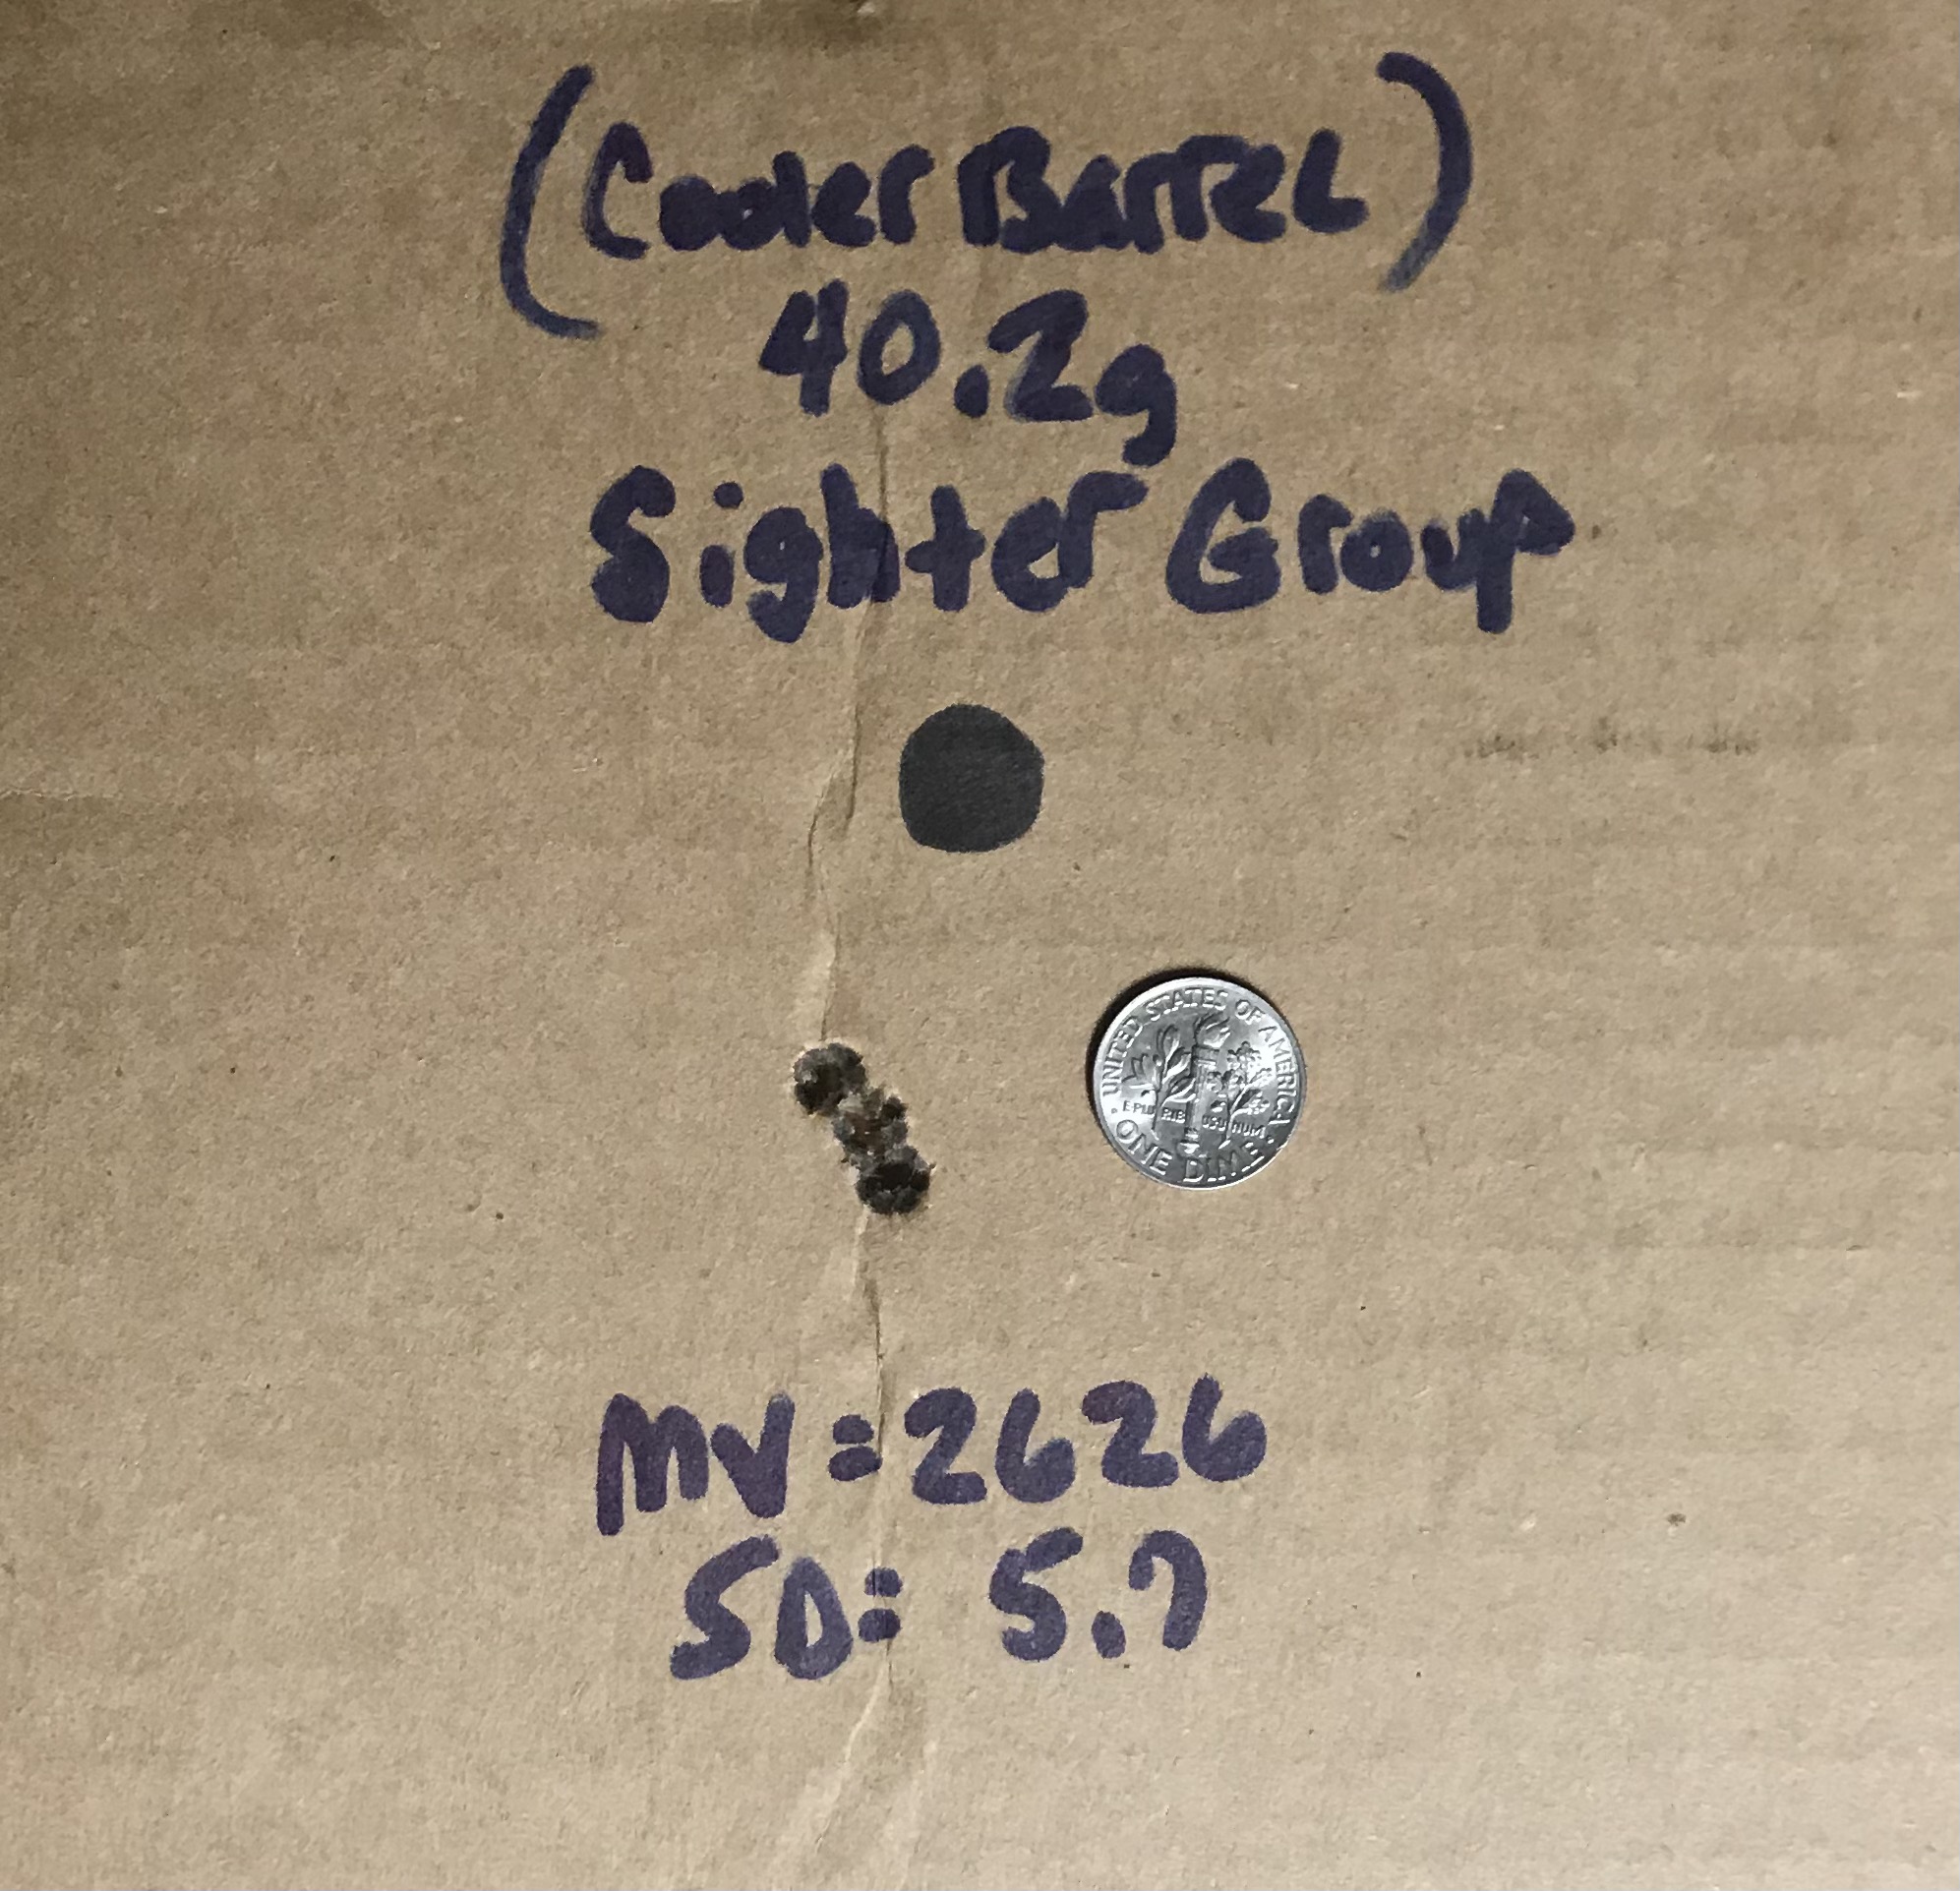 (Cooler Barrel)
40.2g
Sighter Group
UNITED STATES OF AMERICA
E PLURIBUS UNUM
ONE DIME
MV=2626
SD= 5.7